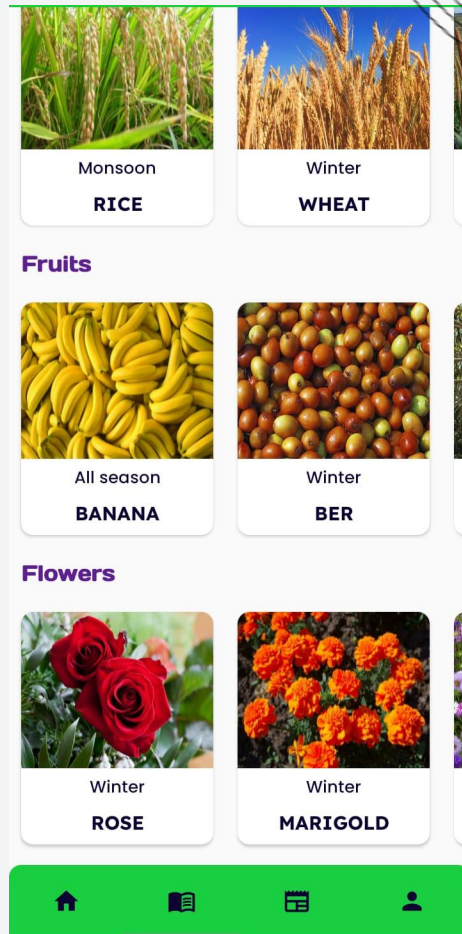 Monsoon
RICE
Winter
WHEAT
Fruits
All season
BANANA
Winter
BER
Flowers
Winter
ROSE
Winter
MARIGOLD